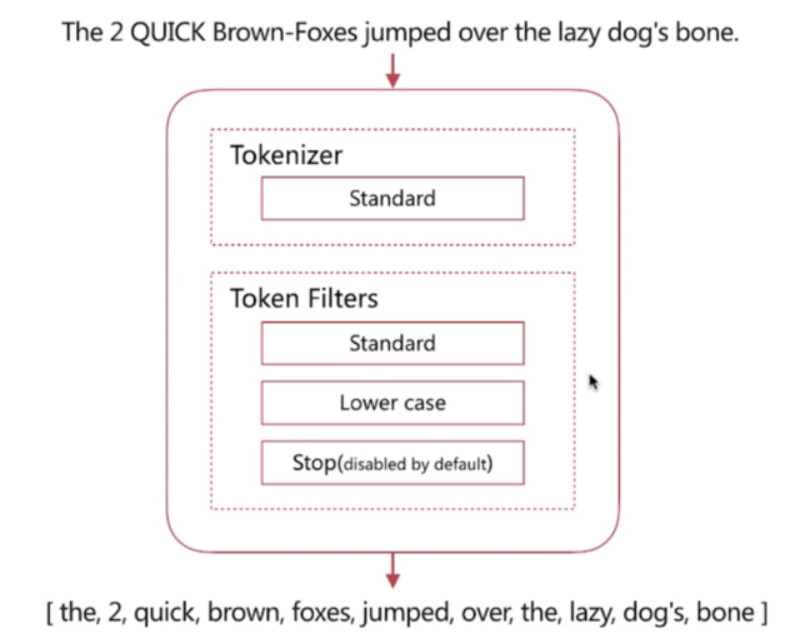 The 2 QUICK Brown-Foxes jumped over the lazy dog's bone.
Tokenizer
Standard
Token Filters
Standard
Lower case
Stop(disabled by default)
[ the, 2, quick, brown, foxes, jumped, over, the, lazy, dog's, bone ]